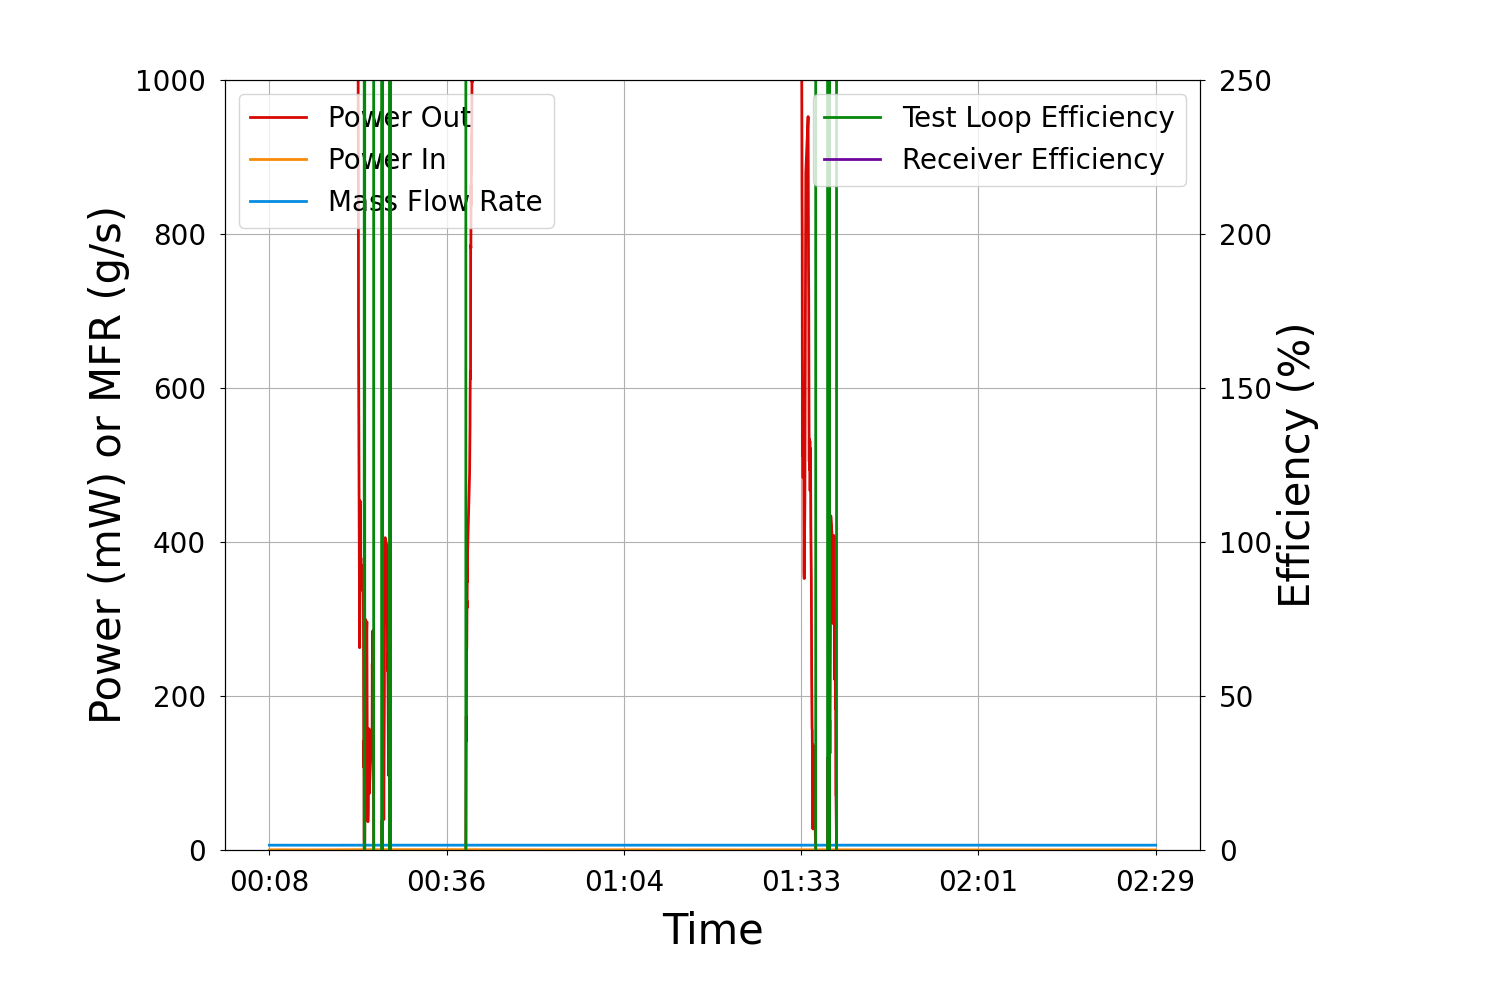 1000
800
600
400
200
0
Power (mW) or MFR (g/s)
Power Out
Power In
Mass Flow Rate
Test Loop Efficiency
Receiver Efficiency
250
200
150
100
50
0
Efficiency (%)
00:08 00:36 01:04 01:33 02:01 02:29
Time